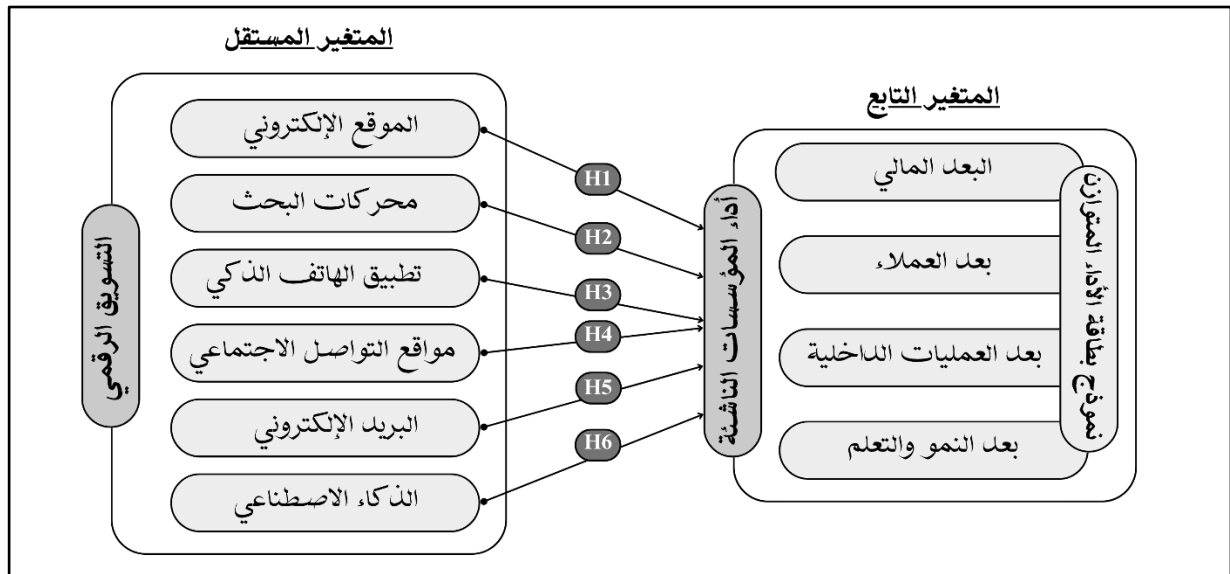 المتغير المستقل
التسويق الرقمي
الموقع الإلكتروني
محركات البحث
تطبيق الهاتف الذكي
مواقع التواصل الاجتماعي
البريد الإلكتروني
الذكاء الاصطناعي
H1
H2
H3
H4
H5
H6
المتغير التابع
أداء المؤسسات الناشئة
البعد المالي
بعد العملاء
بعد العمليات الداخلية
بعد النمو والتعلم
نموذج بطاقة الأداء المتوازن